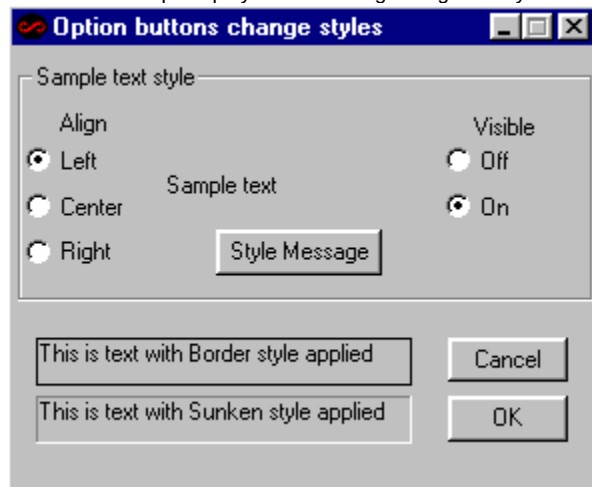 Option buttons change styles
Sample text style
Align
Visible
Left
Off
Sample text
Center
On
Right
Style Message
This is text with Border style applied
Cancel
This is text with Sunken style applied
OK